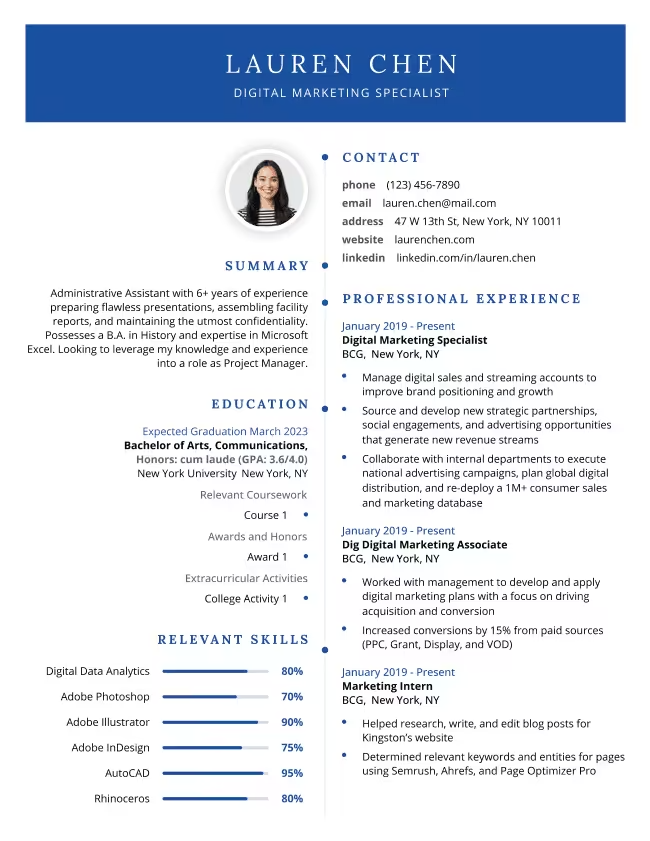 LAUREN CHEN
DIGITAL MARKETING SPECIALIST
SUMMARY
Administrative Assistant with 6+ years of experience
preparing flawless presentations, assembling facility
reports, and maintaining the utmost confidentiality.
Possesses a B.A. in History and expertise in Microsoft
Excel. Looking to leverage my knowledge and experience
into a role as Project Manager.
EDUCATION
Expected Graduation March 2023
Bachelor of Arts, Communications,
Honors: cum laude (GPA: 3.6/4.0)
New York University New York, NY
Relevant Coursework
Course 1 •
Awards and Honors
Award 1 •
Extracurricular Activities
College Activity 1 •
RELEVANT SKILLS
Digital Data Analytics 80%
Adobe Photoshop 70%
Adobe Illustrator 90%
Adobe InDesign 75%
AutoCAD 95%
Rhinoceros 80%
CONTACT
phone (123) 456-7890
email lauren.chen@mail.com
address 47 W 13th St, New York, NY 10011
website laurenchen.com
linkedin linkedin.com/in/lauren.chen
PROFESSIONAL EXPERIENCE
January 2019 - Present
Digital Marketing Specialist
BCG, New York, NY
• Manage digital sales and streaming accounts to
improve brand positioning and growth
• Source and develop new strategic partnerships,
social engagements, and advertising opportunities
that generate new revenue streams
• Collaborate with internal departments to execute
national advertising campaigns, plan global digital
distribution, and re-deploy a 1M+ consumer sales
and marketing database
January 2019 - Present
Dig Digital Marketing Associate
BCG, New York, NY
• Worked with management to develop and apply
digital marketing plans with a focus on driving
acquisition and conversion
• Increased conversions by 15% from paid sources
(PPC, Grant, Display, and VOD)
January 2019 - Present
Marketing Intern
BCG, New York, NY
• Helped research, write, and edit blog posts for
Kingston's website
• Determined relevant keywords and entities for pages
using Semrush, Ahrefs, and Page Optimizer Pro